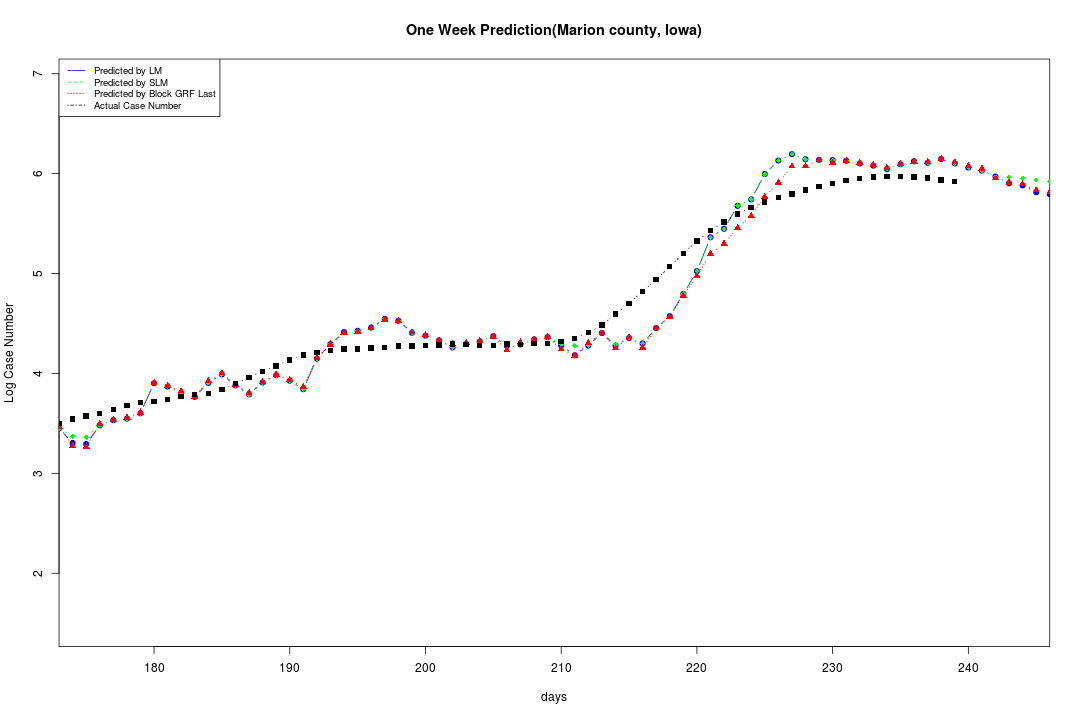 One Week Prediction(Marion county, Iowa)
Predicted by LM
Predicted by SLM
Predicted by Block GRF Last
Actual Case Number
7
6
5
4
3
2
Log Case Number
180 190 200 210 220 230 240
days